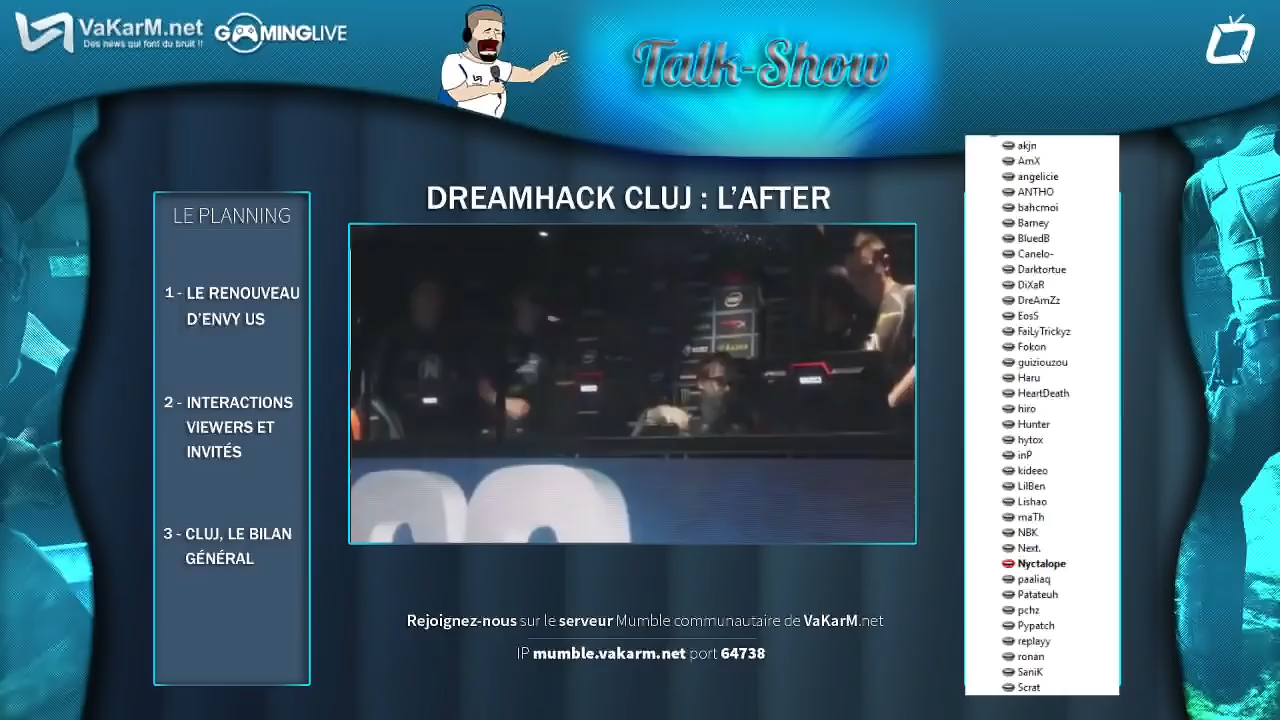 VaKarM.net
Des news qui font du bruit !!
GAMINGLIVE
Talk-Show
tv
LE PLANNING
1 - LE RENOUVEAU
D'ENVY US
2 - INTERACTIONS
VIEWERS ET
INVITÉS
3 - CLUJ, LE BILAN
GÉNÉRAL
DREAMHACK CLUJ : L'AFTER
intel
Rejoignez-nous sur le serveur Mumble communautaire de VaKarM.net
IP mumble.vakarm.net port 64738
akjn
AmX
angelicie
ANTHO
bahcmoi
Barney
BluedB
Canelo-
Darktortue
DiXaR
DreAmZz
EosS
FaiLyTrickyz
Fokon
guiziouzou
Haru
HeartDeath
hiro
Hunter
hytox
inP
kideeo
LilBen
Lishao
maTh
NBK
Next.
Nyctalope
paaliaq
Patateuh
pchz
Pypatch
replayy
ronan
SaniK
Scrat